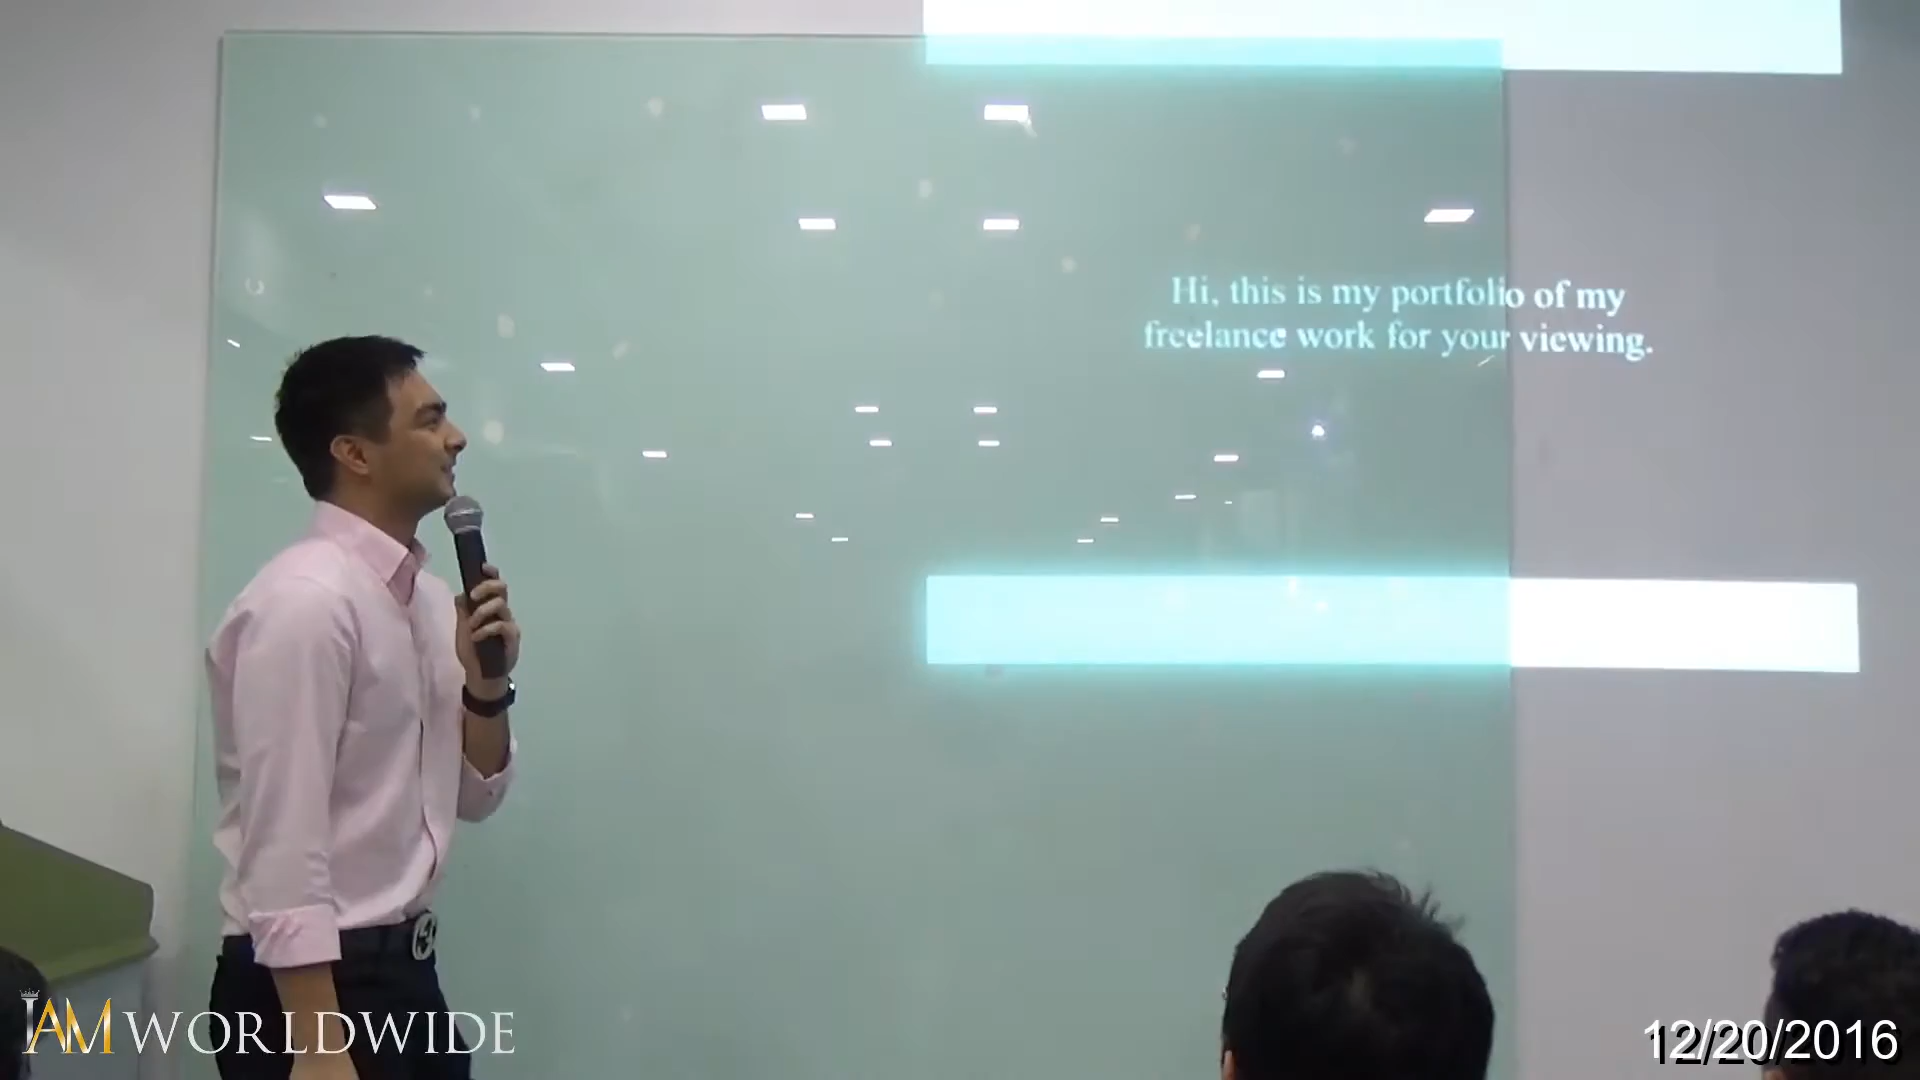 Hi, this is my portfolio of my
freelance work for your viewing.
IAM WORLDWIDE
12/20/2016